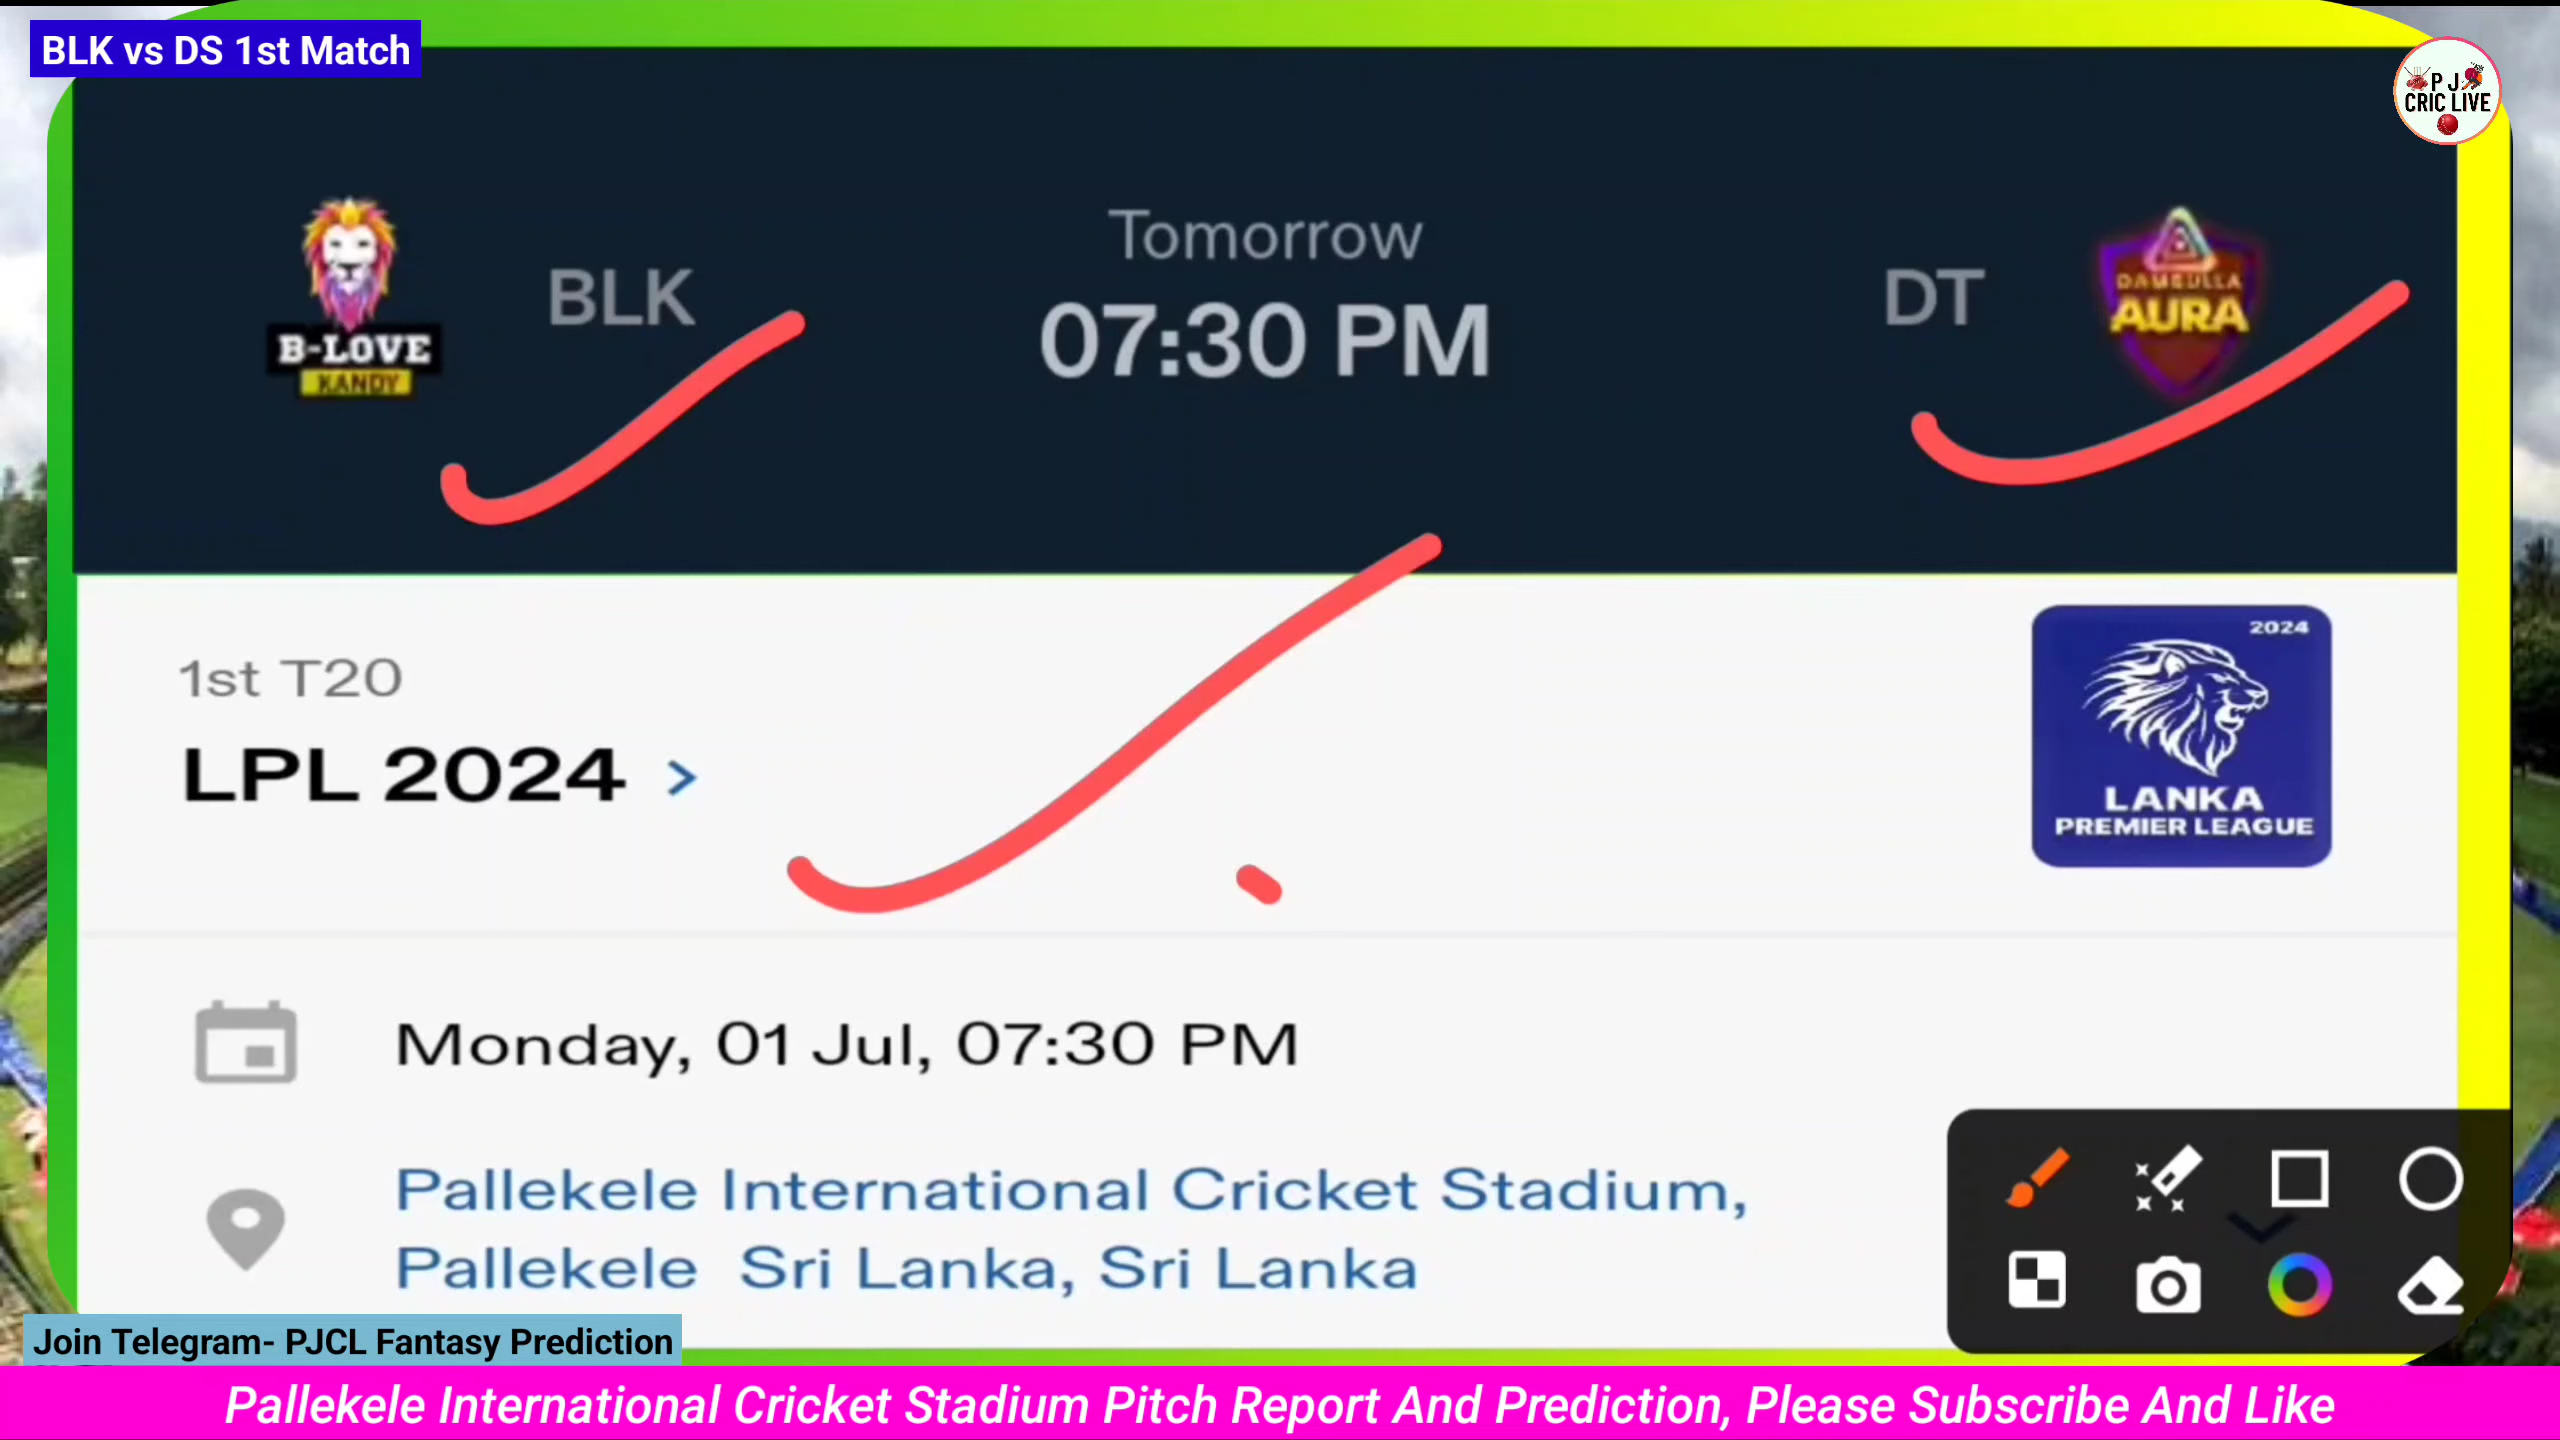 BLK vs DS 1st Match
P J
CRIC LIVE
Tomorrow
BLK
07:30 PM
DT
B-LOVE
KANDY
DAMBULLA
AURA
1st T20
LPL 2024 >
2024
LANKA
PREMIER LEAGUE
Monday, 01 Jul, 07:30 PM
Pallekele International Cricket Stadium,
Pallekele Sri Lanka, Sri Lanka
Join Telegram- PJCL Fantasy Prediction
Pallekele International Cricket Stadium Pitch Report And Prediction, Please Subscribe And Like